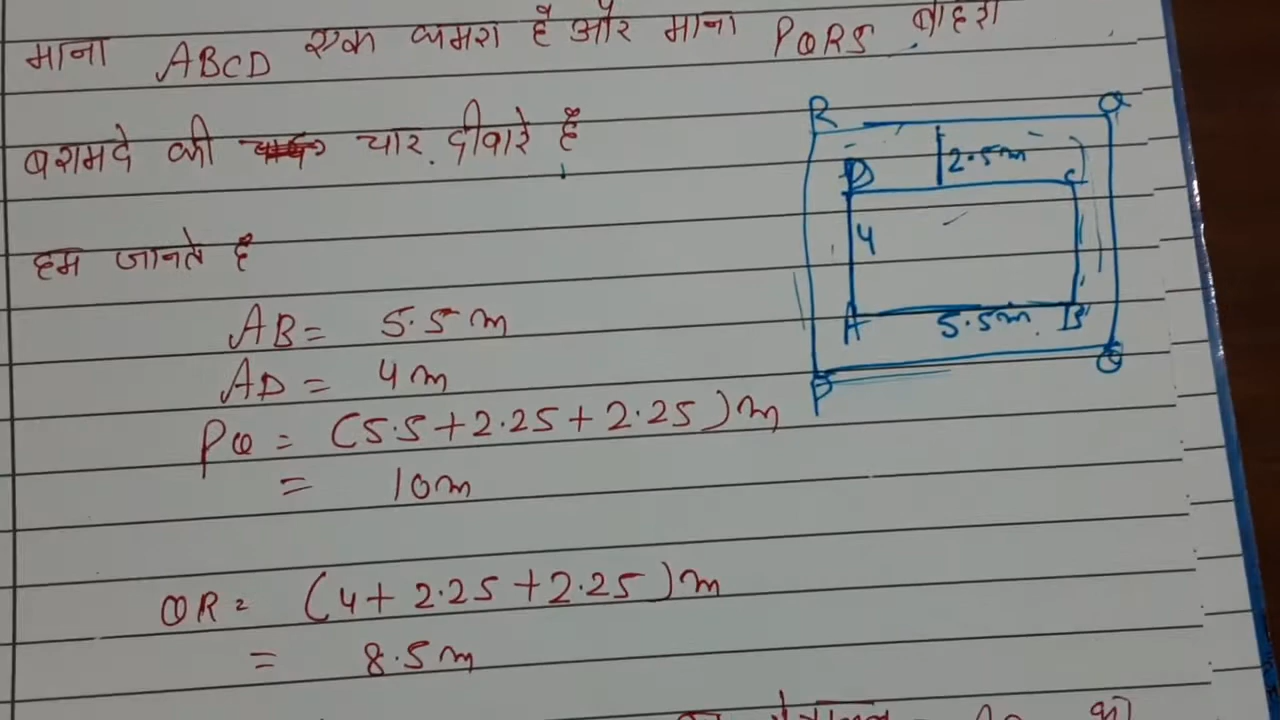 माना ABCD एक कमरा है और माना PQRS बाहरी
बरामदे की चार दीवारे है
हम जानते है
AB = 5.5 m
AD = 4 m
PQ = (5.5 + 2.25 + 2.25) m
= 10 m
QR = (4 + 2.25 + 2.25) m
= 8.5 m
R Q
2.5m
D C
4
A 5.5m B
P Q